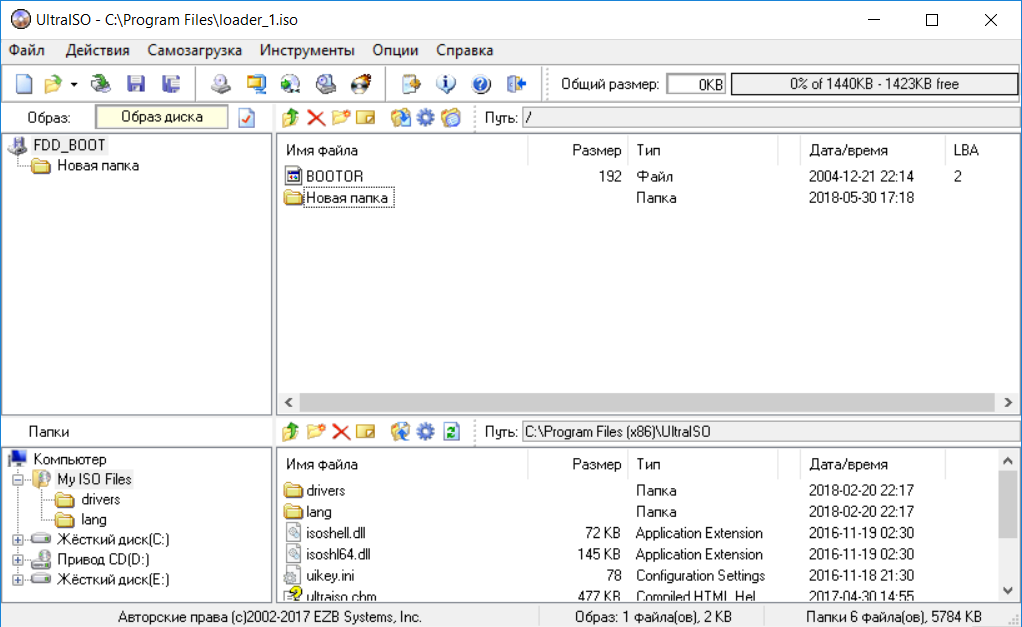 UltraISO - C:\Program Files\loader_1.iso
Файл Действия Самозагрузка Инструменты Опции Справка
Общий размер: 0KB 0% of 1440KB - 1423KB free
Образ: Образ диска Путь: /
FDD_BOOT
Новая папка
Имя файла Размер Тип Дата/время LBA
BOOTOR 192 Файл 2004-12-21 22:14 2
Новая папка Папка 2018-05-30 17:18
Папки Путь: C:\Program Files (x86)\UltraISO
Компьютер
My ISO Files
drivers
lang
Жёсткий диск(C:)
Привод CD(D:)
Жёсткий диск(E:)
Имя файла Размер Тип Дата/время
drivers Папка 2018-02-20 22:17
lang Папка 2018-02-20 22:17
isoshell.dll 72 KB Application Extension 2016-11-19 02:30
isoshl64.dll 145 KB Application Extension 2016-11-19 02:30
uikey.ini 78 Configuration Settings 2016-11-18 21:30
ultraiso.chm 477 KB Compiled HTML Hel... 2017-04-30 14:55
Авторские права (c)2002-2017 EZB Systems, Inc. Образ: 1 файла(ов), 2 KB Папки 6 файла(ов), 5784 KB